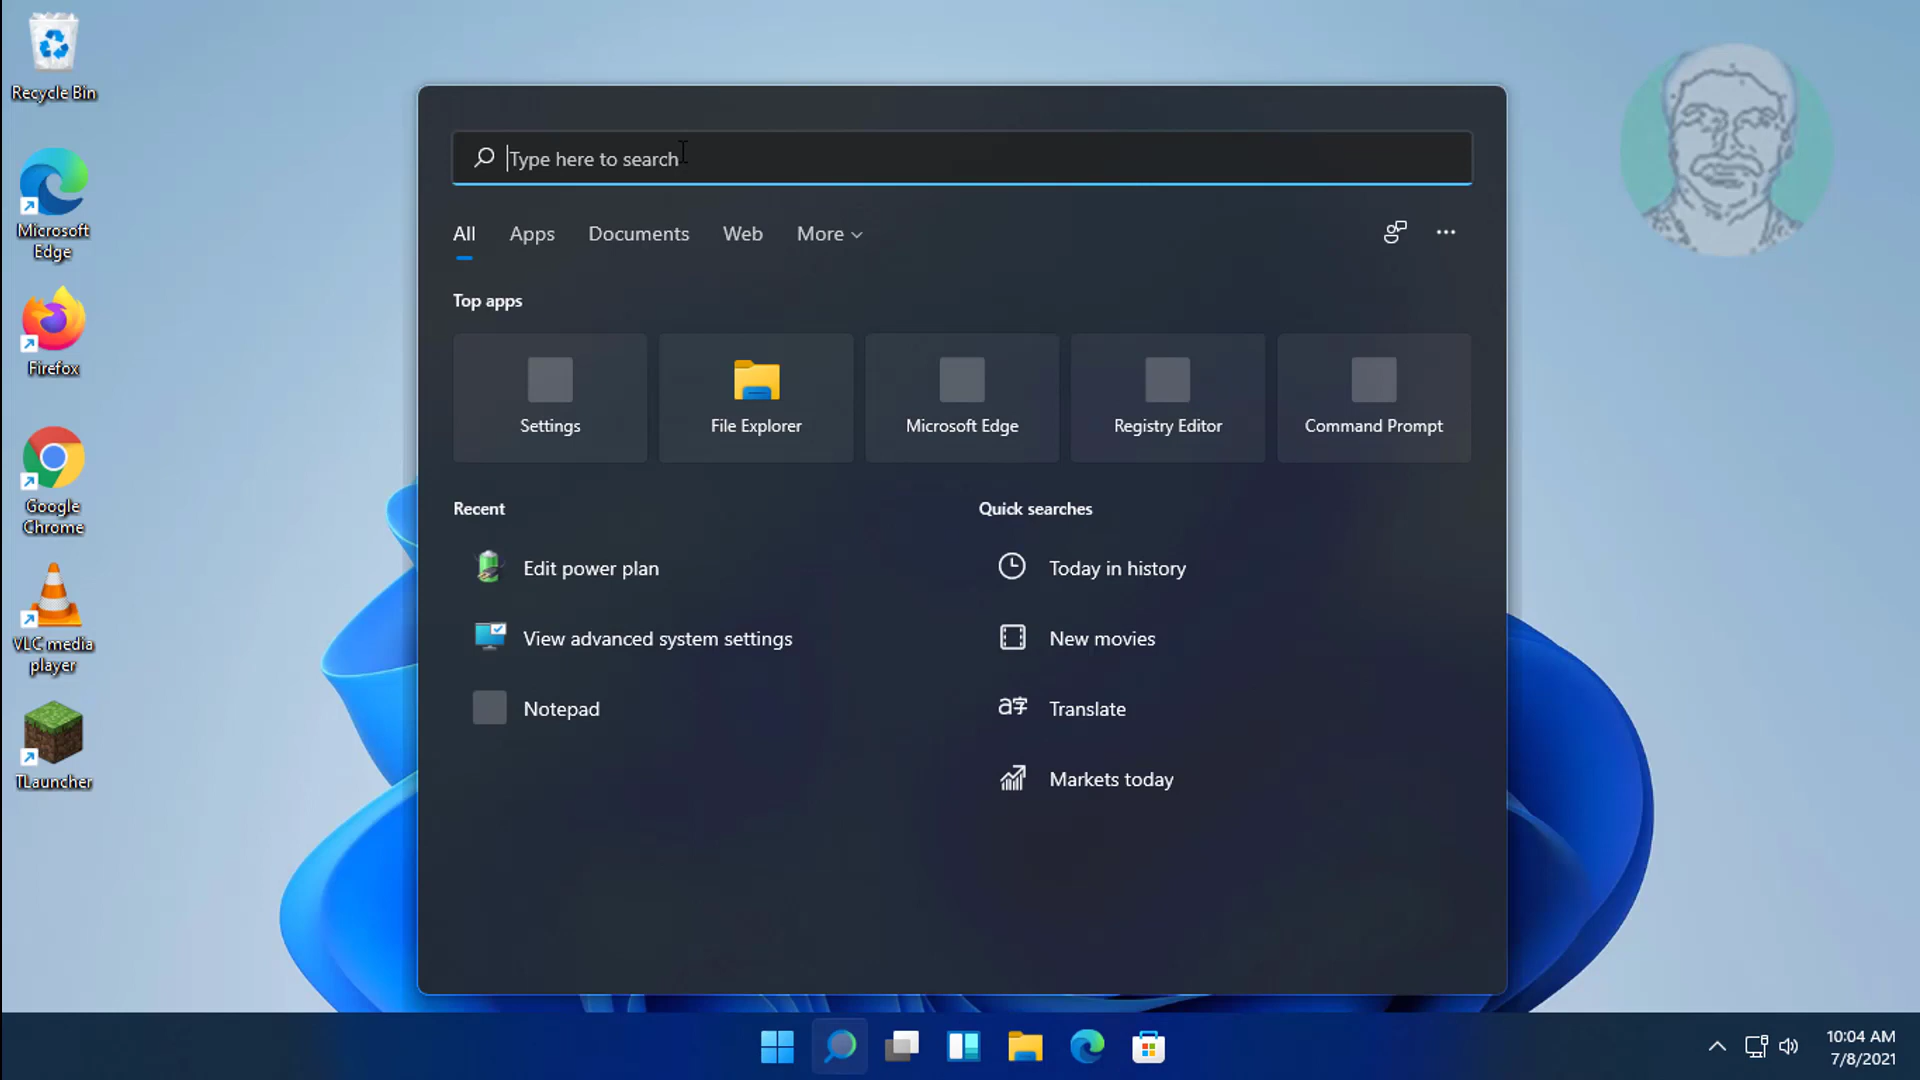 Recycle Bin
Microsoft
Edge
Firefox
Google
Chrome
VLC media
player
TLauncher
Type here to search
All Apps Documents Web More
Top apps
Settings File Explorer Microsoft Edge Registry Editor Command Prompt
Recent
Edit power plan
View advanced system settings
Notepad
Quick searches
Today in history
New movies
Translate
Markets today
10:04 AM
7/8/2021